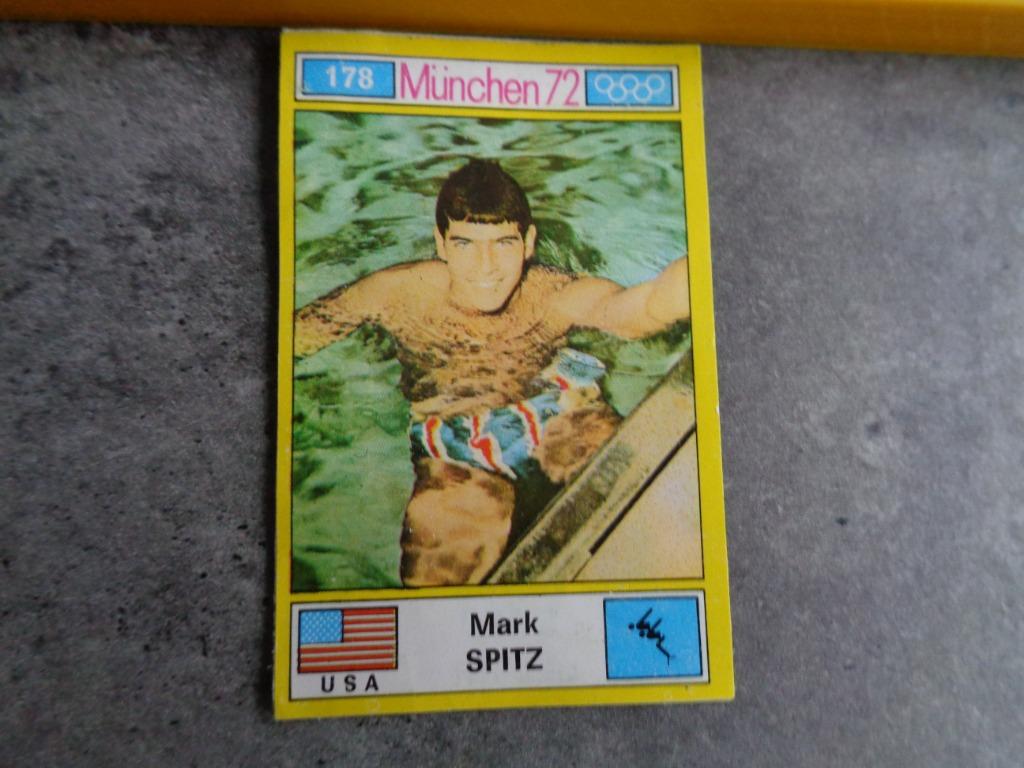 178 München 72
Mark
SPITZ
USA